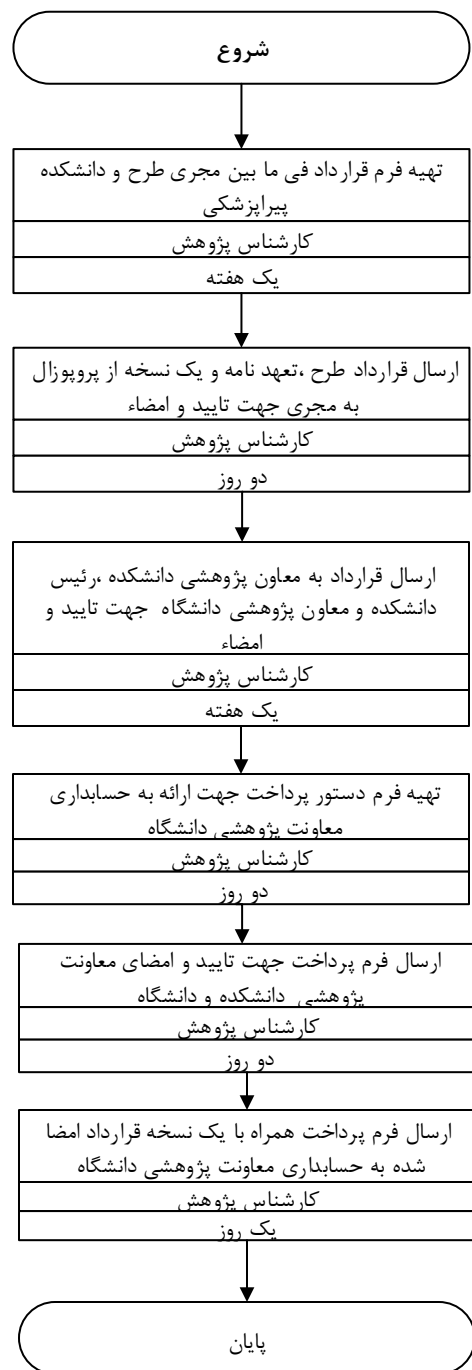 شروع
تهیه فرم قرارداد فی ما بین مجری طرح و دانشکده
پیراپزشکی
کارشناس پژوهش
یک هفته
ارسال قرارداد طرح ،تعهد نامه و یک نسخه از پروپوزال
به مجری جهت تایید و امضاء
کارشناس پژوهش
دو روز
ارسال قرارداد به معاون پژوهشی دانشکده ،رئیس
دانشکده و معاون پژوهشی دانشگاه جهت تایید و
امضاء
کارشناس پژوهش
یک هفته
تهیه فرم دستور پرداخت جهت ارائه به حسابداری
معاونت پژوهشی دانشگاه
کارشناس پژوهش
دو روز
ارسال فرم پرداخت جهت تایید و امضای معاونت
پژوهشی دانشکده و دانشگاه
کارشناس پژوهش
دو روز
ارسال فرم پرداخت همراه با یک نسخه قرارداد امضا
شده به حسابداری معاونت پژوهشی دانشگاه
کارشناس پژوهش
یک روز
پایان